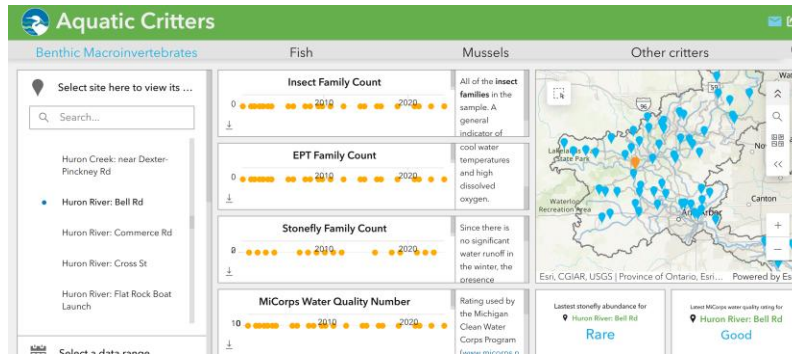 Aquatic Critters
Benthic Macroinvertebrates
Fish
Mussels
Other critters
Select site here to view its ...
Search...
Huron Creek: near Dexter-
Pinckney Rd
Huron River: Bell Rd
Huron River: Commerce Rd
Huron River: Cross St
Huron River: Flat Rock Boat
Launch
Select a data range
Insect Family Count
0
2010
2020
All of the insect
families in the
sample. A
general
indicator of
cool water
temperatures
and high
dissolved
oxygen.
EPT Family Count
0
2010
2020
Stonefly Family Count
2010
2020
Since there is
no significant
water runoff in
the winter, the
presence
MiCorps Water Quality Number
10
2010
2020
Rating used by
the Michigan
Clean Water
Corps Program
(www.micorps.n
96
59
State Park
Waterloo
Recreation Area
Canton
Esri, CGIAR, USGS | Province of Ontario, Esri... Powered by Es
Lastest stonefly abundance for
Huron River: Bell Rd
Rare
Latest MiCorps water quality rating for
Huron River: Bell Rd
Good